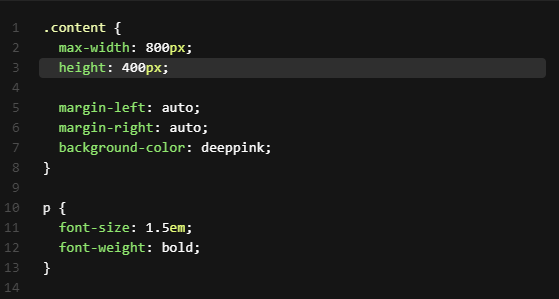 1 .content {
2 max-width: 800px;
3 height: 400px;
4
5 margin-left: auto;
6 margin-right: auto;
7 background-color: deeppink;
8 }
9
10 p {
11 font-size: 1.5em;
12 font-weight: bold;
13 }
14